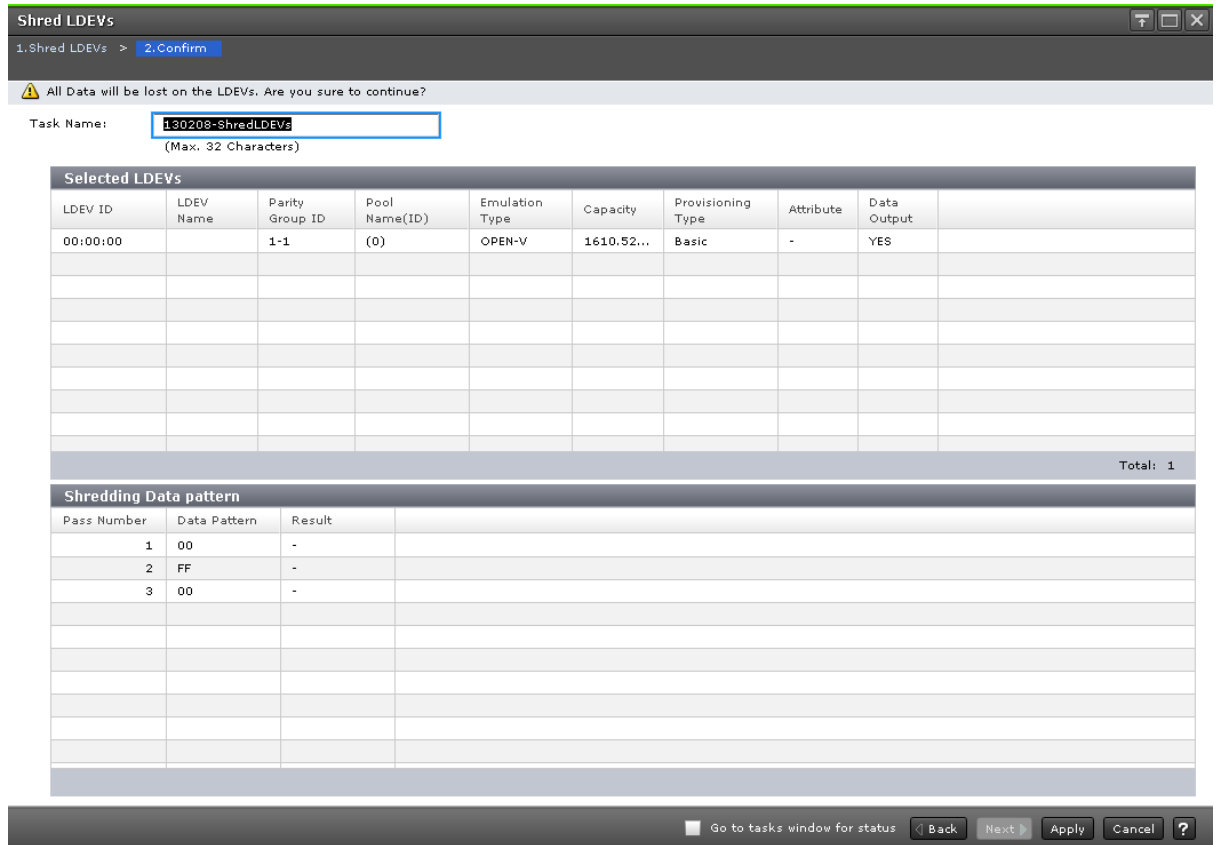 Shred LDEVs
1.Shred LDEVs > 2.Confirm
All Data will be lost on the LDEVs. Are you sure to continue?
Task Name: 130208-ShredLDEVs
(Max. 32 Characters)
Selected LDEVs
LDEV ID LDEV Name Parity Group ID Pool Name(ID) Emulation Type Capacity Provisioning Type Attribute Data Output
00:00:00 1-1 (0) OPEN-V 1610.52... Basic - YES
Total: 1
Shredding Data pattern
Pass Number Data Pattern Result
1 00 -
2 FF -
3 00 -
Go to tasks window for status Back Next Apply Cancel ?